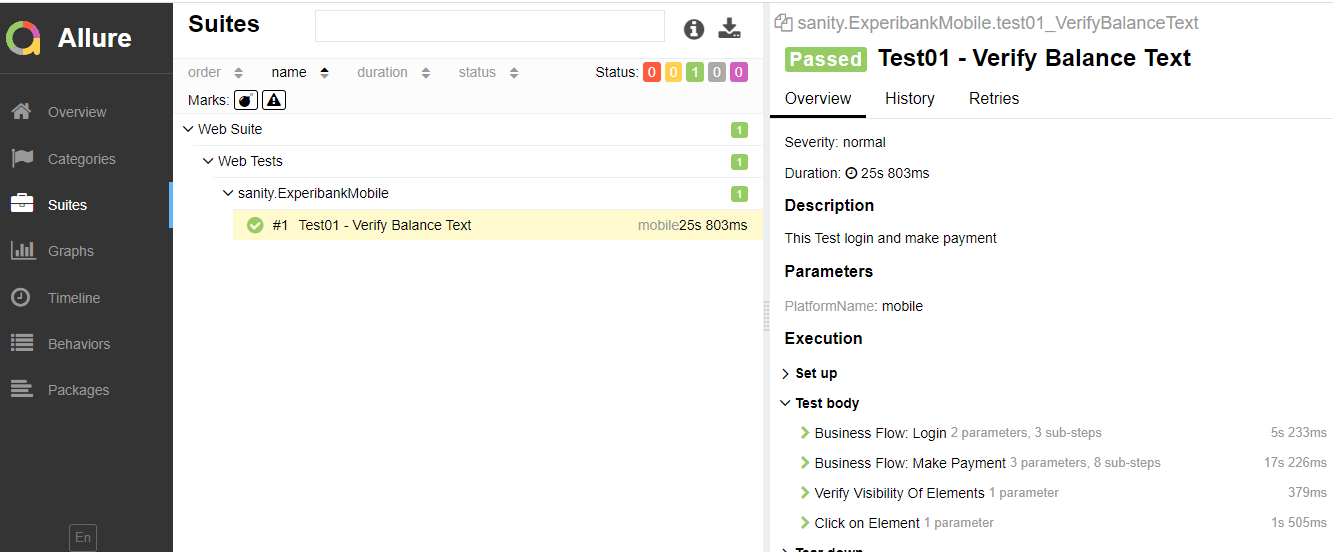 Allure
Overview
Categories
Suites
Graphs
Timeline
Behaviors
Packages
En
Suites
order name duration status Status: 0 0 1 0 0
Marks:
Web Suite 1
Web Tests 1
sanity.ExperibankMobile 1
#1 Test01 - Verify Balance Text mobile25s 803ms
sanity.ExperibankMobile.test01_VerifyBalanceText
Passed Test01 - Verify Balance Text
Overview History Retries
Severity: normal
Duration: 25s 803ms
Description
This Test login and make payment
Parameters
PlatformName: mobile
Execution
Set up
Test body
Business Flow: Login 2 parameters, 3 sub-steps 5s 233ms
Business Flow: Make Payment 3 parameters, 8 sub-steps 17s 226ms
Verify Visibility Of Elements 1 parameter 379ms
Click on Element 1 parameter 1s 505ms
Tear down